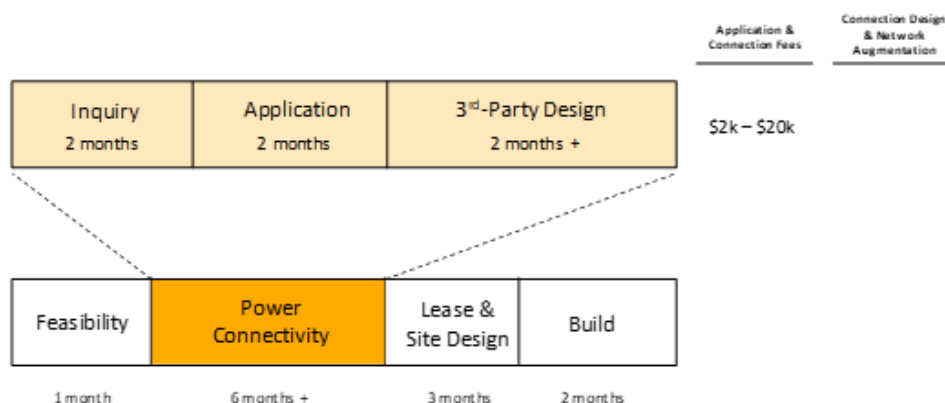 Application &
Connection Fees
Connection Design
& Network
Augmentation
Inquiry
2 months
Application
2 months
3rd-Party Design
2 months +
$2k – $20k
Feasibility
Power
Connectivity
Lease &
Site Design
Build
1 month
6 months +
3 months
2 months